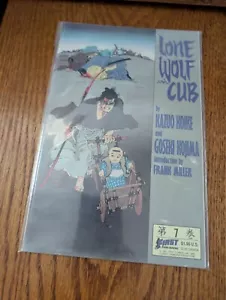 LONE
WOLF
AND
CUB
by
KAZUO KOIKE
and
GOSEKI KOJIMA
introduction by
FRANK MILLER
第 7 巻
FIRST